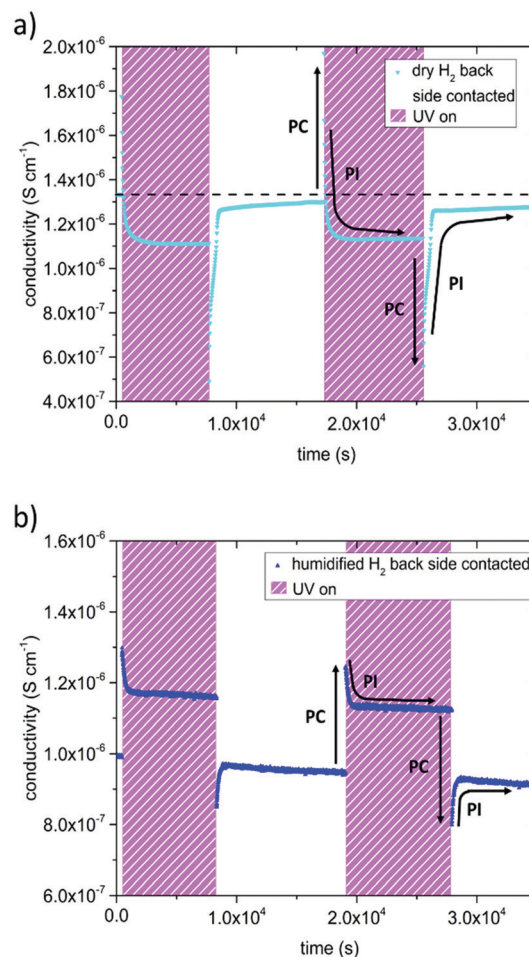 a)
2.0x10⁻⁶
1.8x10⁻⁶
1.6x10⁻⁶
1.4x10⁻⁶
1.2x10⁻⁶
1.0x10⁻⁶
8.0x10⁻⁷
6.0x10⁻⁷
4.0x10⁻⁷
conductivity (S cm⁻¹)
dry H₂ back
side contacted
UV on
PC
PI
PC
PI
0.0
1.0x10⁴
2.0x10⁴
3.0x10⁴
time (s)
b)
1.6x10⁻⁶
1.4x10⁻⁶
1.2x10⁻⁶
1.0x10⁻⁶
8.0x10⁻⁷
6.0x10⁻⁷
conductivity (S cm⁻¹)
humidified H₂ back side contacted
UV on
PC
PI
PC
PI
0.0
1.0x10⁴
2.0x10⁴
3.0x10⁴
time (s)